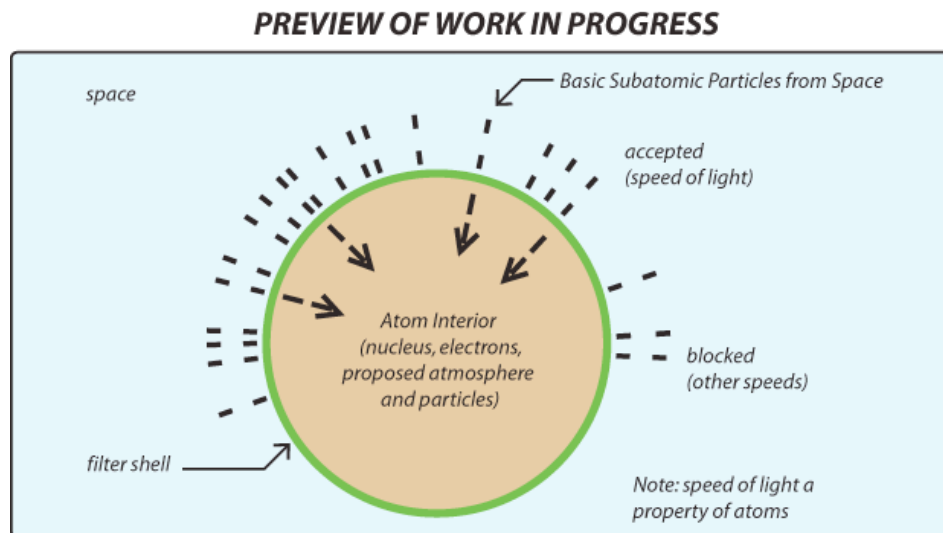 PREVIEW OF WORK IN PROGRESS
space
Basic Subatomic Particles from Space
accepted
(speed of light)
Atom Interior
(nucleus, electrons,
proposed atmosphere
and particles)
blocked
(other speeds)
filter shell
Note: speed of light a
property of atoms